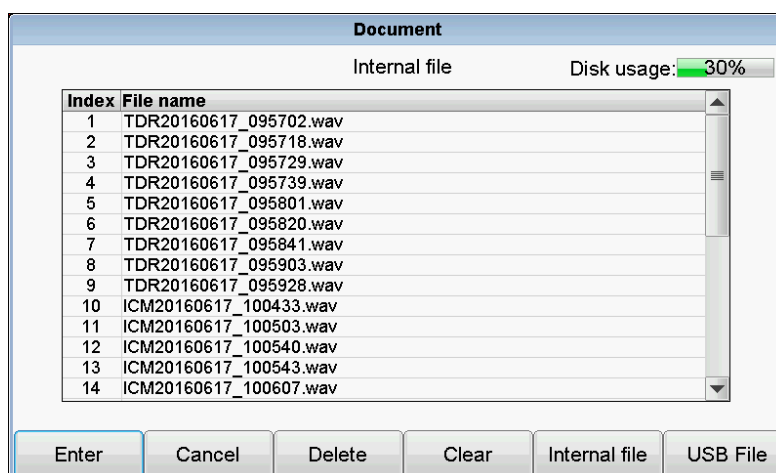 Document
Internal file Disk usage: 30%
Index File name
1 TDR20160617_095702.wav
2 TDR20160617_095718.wav
3 TDR20160617_095729.wav
4 TDR20160617_095739.wav
5 TDR20160617_095801.wav
6 TDR20160617_095820.wav
7 TDR20160617_095841.wav
8 TDR20160617_095903.wav
9 TDR20160617_095928.wav
10 ICM20160617_100433.wav
11 ICM20160617_100503.wav
12 ICM20160617_100540.wav
13 ICM20160617_100543.wav
14 ICM20160617_100607.wav
Enter Cancel Delete Clear Internal file USB File